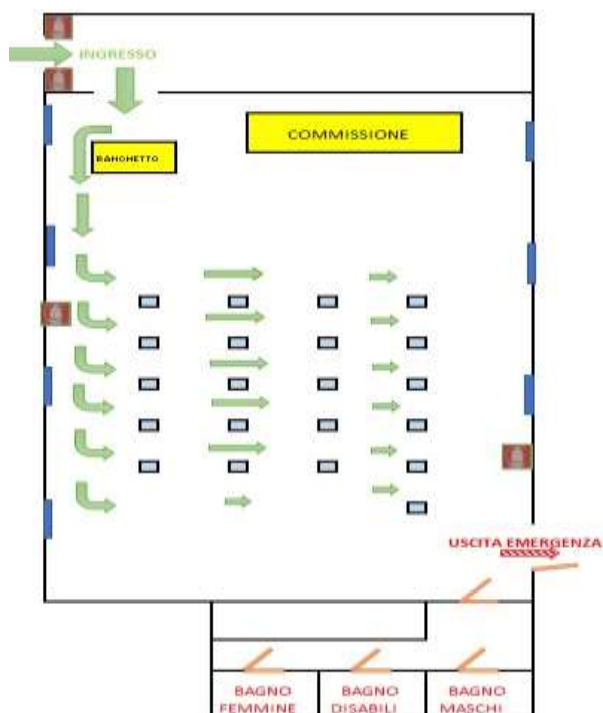 INGRESSO
COMMISSIONE
BANCHETTO
USCITA EMERGENZA
BAGNO
FEMMINE
BAGNO
DISABILI
BAGNO
MASCHI